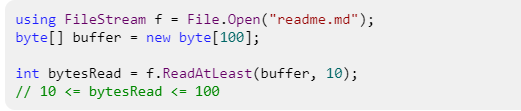 using FileStream f = File.Open("readme.md");
byte[] buffer = new byte[100];

int bytesRead = f.ReadAtLeast(buffer, 10);
// 10 <= bytesRead <= 100